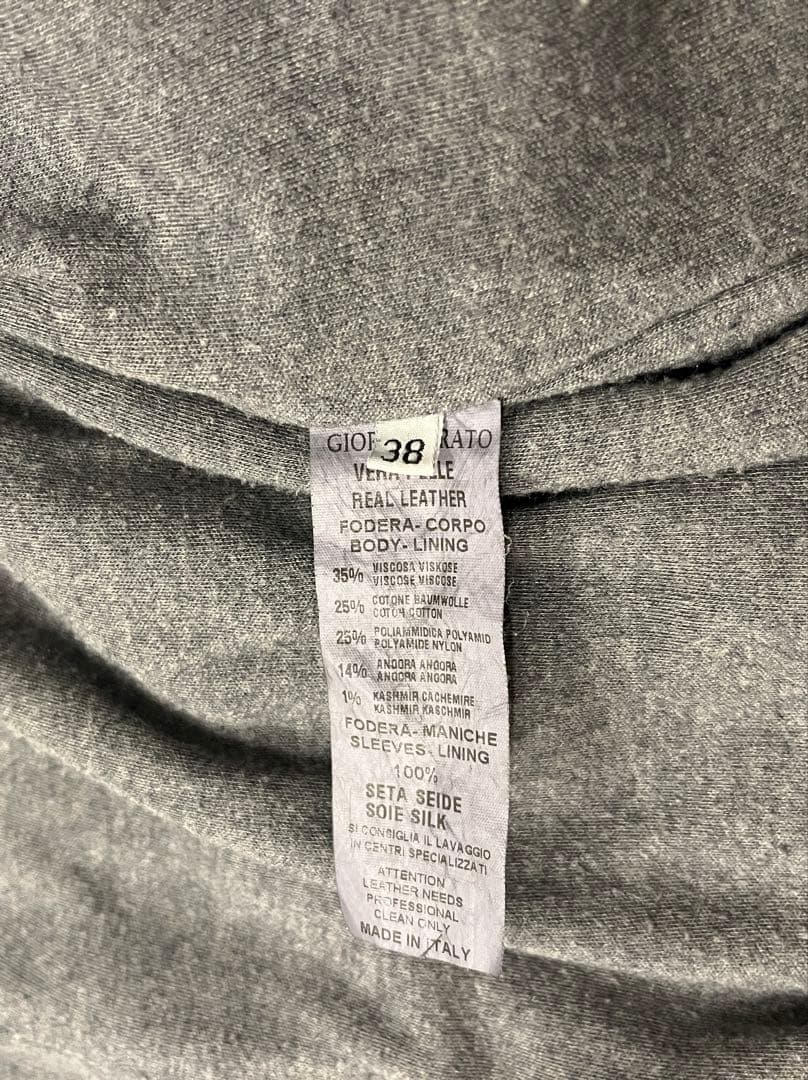 GIOR 38 RATO
REAL LEATHER
FODERA-CORPO
BODY-LINING
35% VISCOSA VISKOSE
VISCOSE VISCOSE
25% COTONE BAUMWOLLE
COTON COTTON
25% POLIAMMIDICA POLYAMID
POLYAMIDE NYLON
14% ANGORA ANGORA
ANGORA ANGORA
1% KASHMIR CACHEMIRE
KASHMIR KASCHMIR
FODERA-MANICHE
SLEEVES-LINING
100%
SETA SEIDE
SOIE SILK
SI CONSIGLIA IL LAVAGGIO
IN CENTRI SPECIALIZZATI
ATTENTION
LEATHER NEEDS
PROFESSIONAL
CLEAN ONLY
MADE IN ITALY